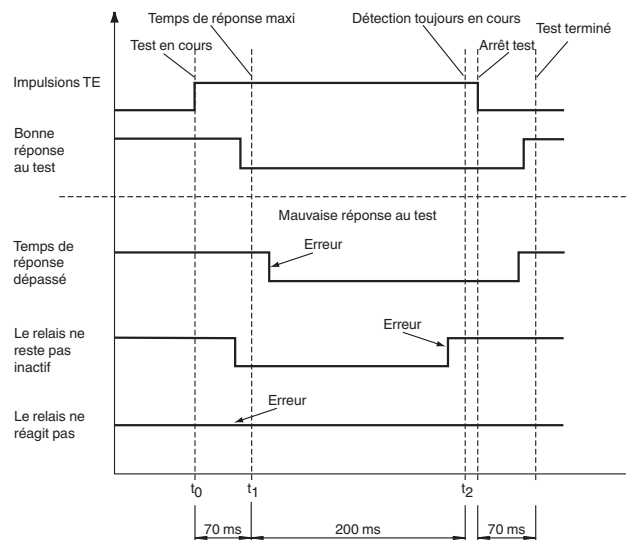 Temps de réponse maxi
Détection toujours en cours
Test terminé
Test en cours
Arrêt test
Impulsions TE
Bonne
réponse
au test
Mauvaise réponse au test
Temps de
réponse
dépassé
Erreur
Le relais ne
reste pas
inactif
Erreur
Le relais ne
réagit pas
Erreur
t0
t1
t2
70 ms
200 ms
70 ms